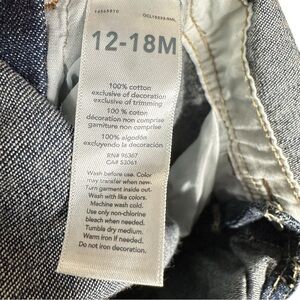 12-18M
100% cotton
exclusive of decoration
exclusive of trimming
100 % coton
décoration non comprise
garniture non comprise
100% algodón
excluyendo la decoración
RN# 96367
CA# 53061
Wash before use. Color
may transfer when new.
Turn garment inside out.
Wash with like colors.
Machine wash cold.
Use only non-chlorine
bleach when needed.
Tumble dry medium.
Warm iron if needed.
Do not iron decoration.